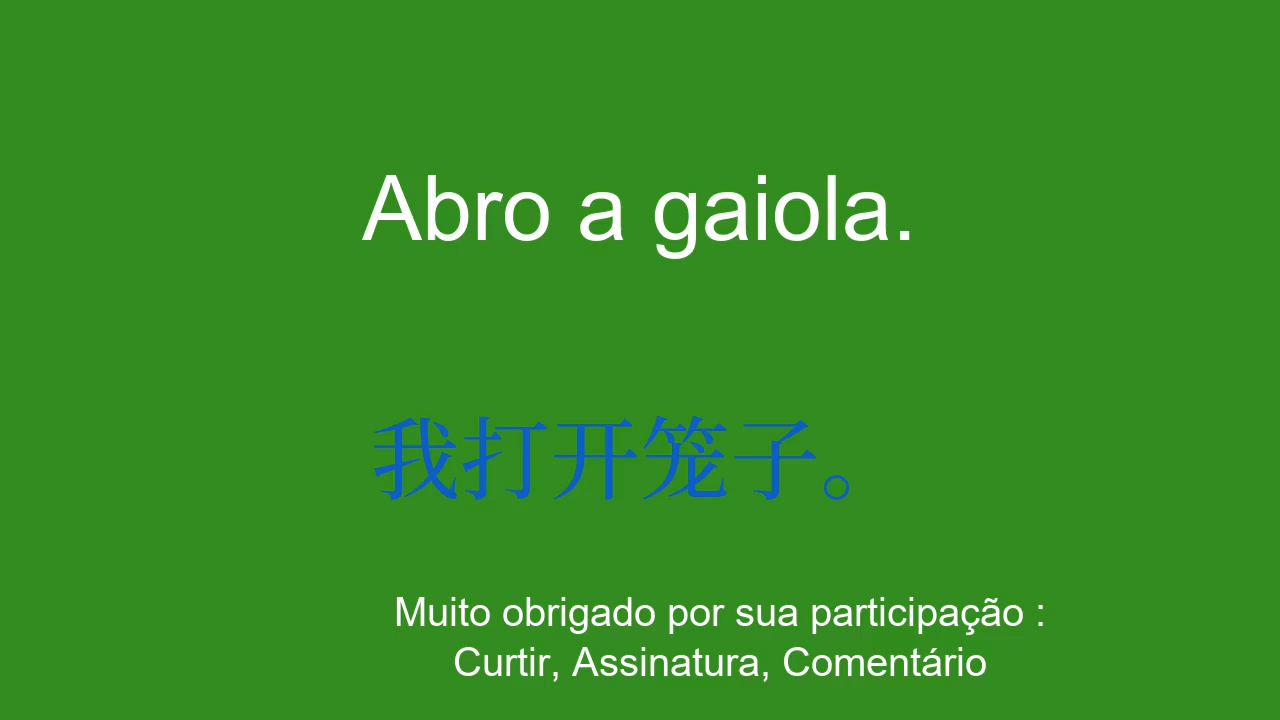 Abro a gaiola.
我打开笼子。
Muito obrigado por sua participação :
Curtir, Assinatura, Comentário